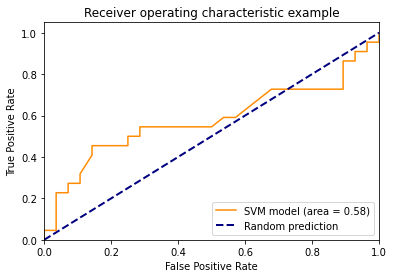 Receiver operating characteristic example
True Positive Rate
1.0
0.8
0.6
0.4
0.2
0.0
SVM model (area = 0.58)
Random prediction
0.0 0.2 0.4 0.6 0.8 1.0
False Positive Rate